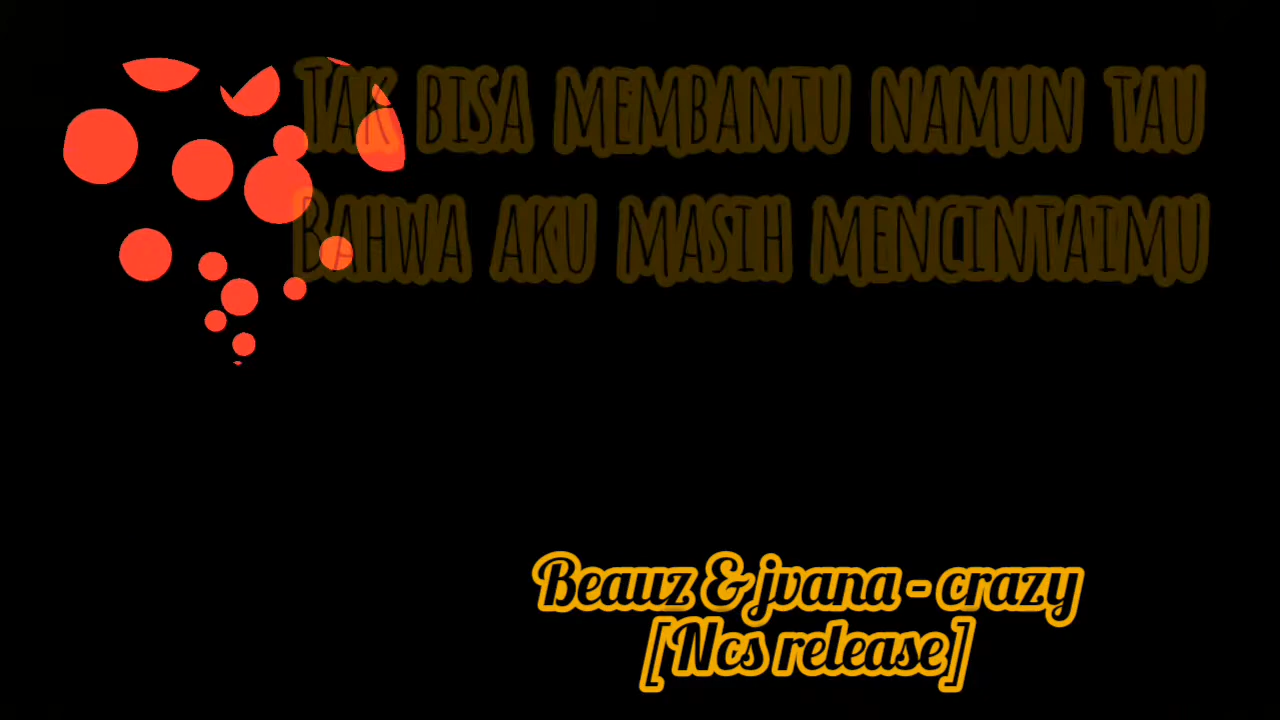 Tak bisa membantu namun tau
Bahwa aku masih mencintaimu
Beauz & jvana - crazy
[Ncs release]